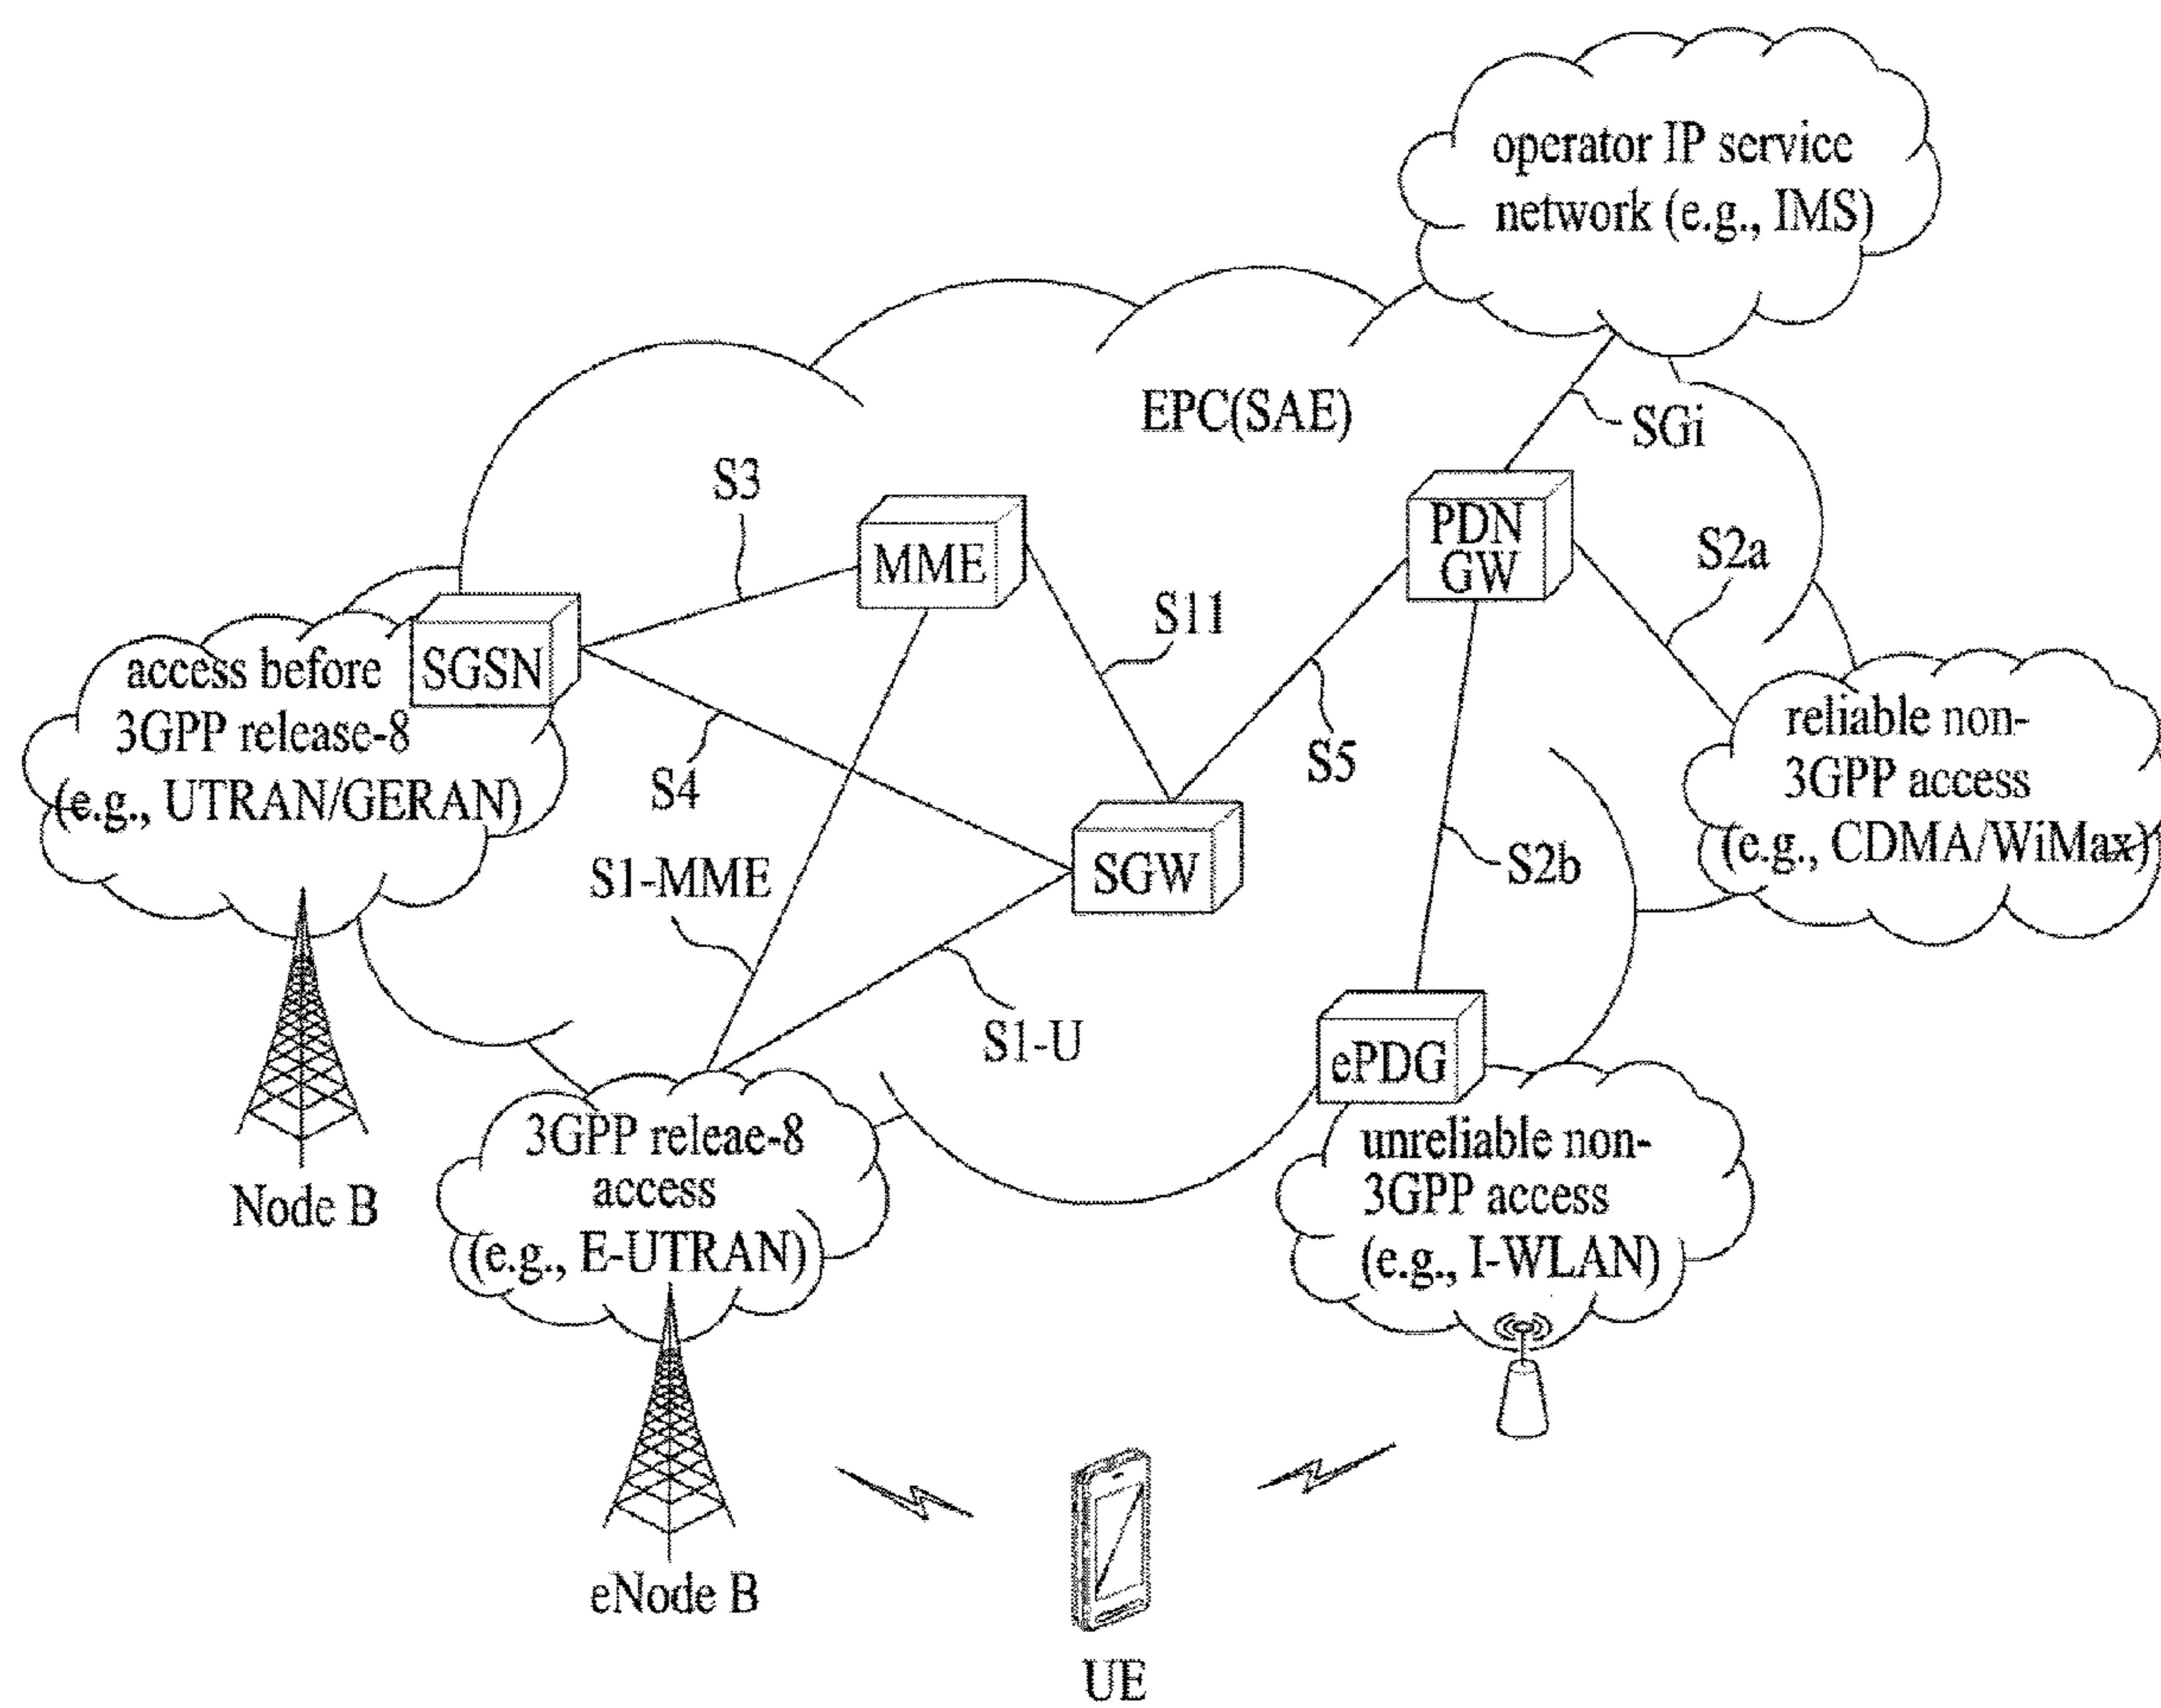 operator IP service
network (e.g., IMS)
EPC(SAE)
SGi
S3
MME
PDN
GW
S2a
S11
SGSN
access before
3GPP release-8
(e.g., UTRAN/GERAN)
S4
S5
reliable non-
3GPP access
(e.g., CDMA/WiMax)
S1-MME
SGW
S2b
S1-U
ePDG
Node B
3GPP releae-8
access
(e.g., E-UTRAN)
unreliable non-
3GPP access
(e.g., I-WLAN)
eNode B
UE